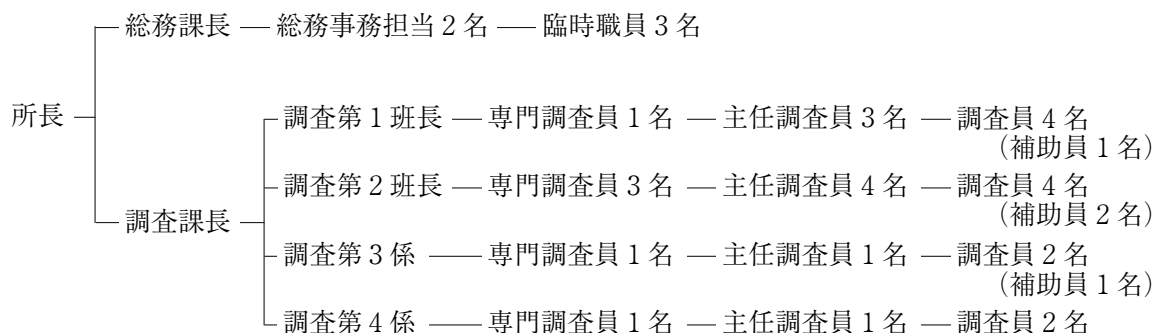 総務課長 総務事務担当2名 臨時職員3名
所長
調査第1班長 専門調査員1名 主任調査員3名 調査員4名
(補助員1名)
調査第2班長 専門調査員3名 主任調査員4名 調査員4名
(補助員2名)
調査課長
調査第3係 専門調査員1名 主任調査員1名 調査員2名
(補助員1名)
調査第4係 専門調査員1名 主任調査員1名 調査員2名